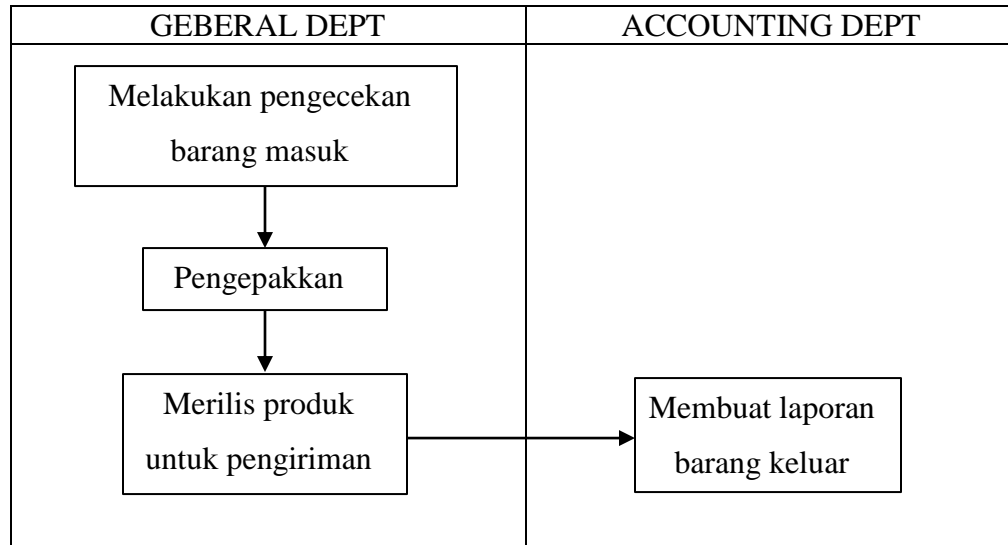 GEBERAL DEPT
ACCOUNTING DEPT
Melakukan pengecekan
barang masuk
Pengepakkan
Merilis produk
untuk pengiriman
Membuat laporan
barang keluar